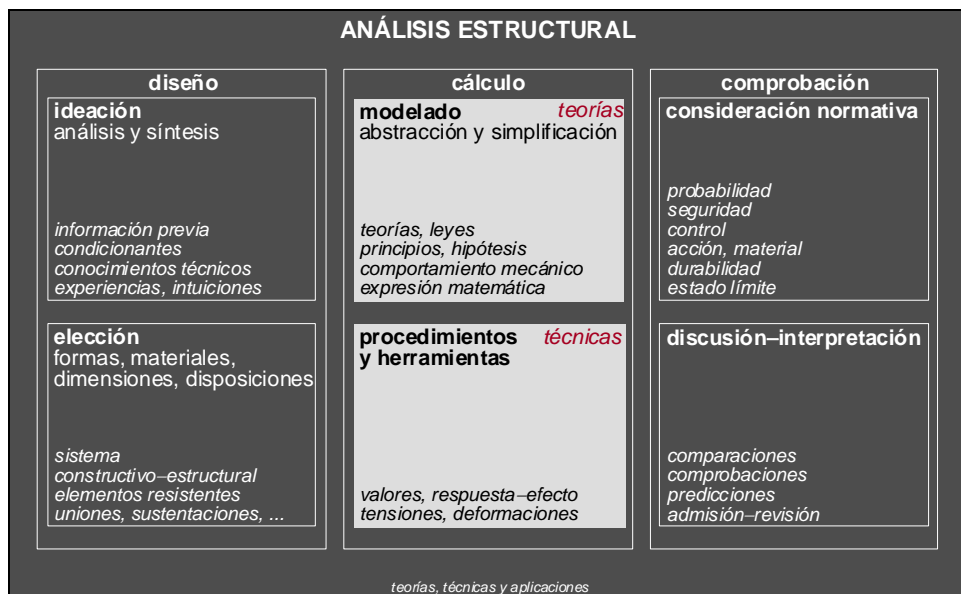 ANÁLISIS ESTRUCTURAL
diseño
ideación
análisis y síntesis
información previa
condicionantes
conocimientos técnicos
experiencias, intuiciones
elección
formas, materiales,
dimensiones, disposiciones
sistema
constructivo–estructural
elementos resistentes
uniones, sustentaciones, ...
cálculo
modelado teorías
abstracción y simplificación
teorías, leyes
principios, hipótesis
comportamiento mecánico
expresión matemática
procedimientos técnicas
y herramientas
valores, respuesta–efecto
tensiones, deformaciones
comprobación
consideración normativa
probabilidad
seguridad
control
acción, material
durabilidad
estado límite
discusión–interpretación
comparaciones
comprobaciones
predicciones
admisión–revisión
teorías, técnicas y aplicaciones